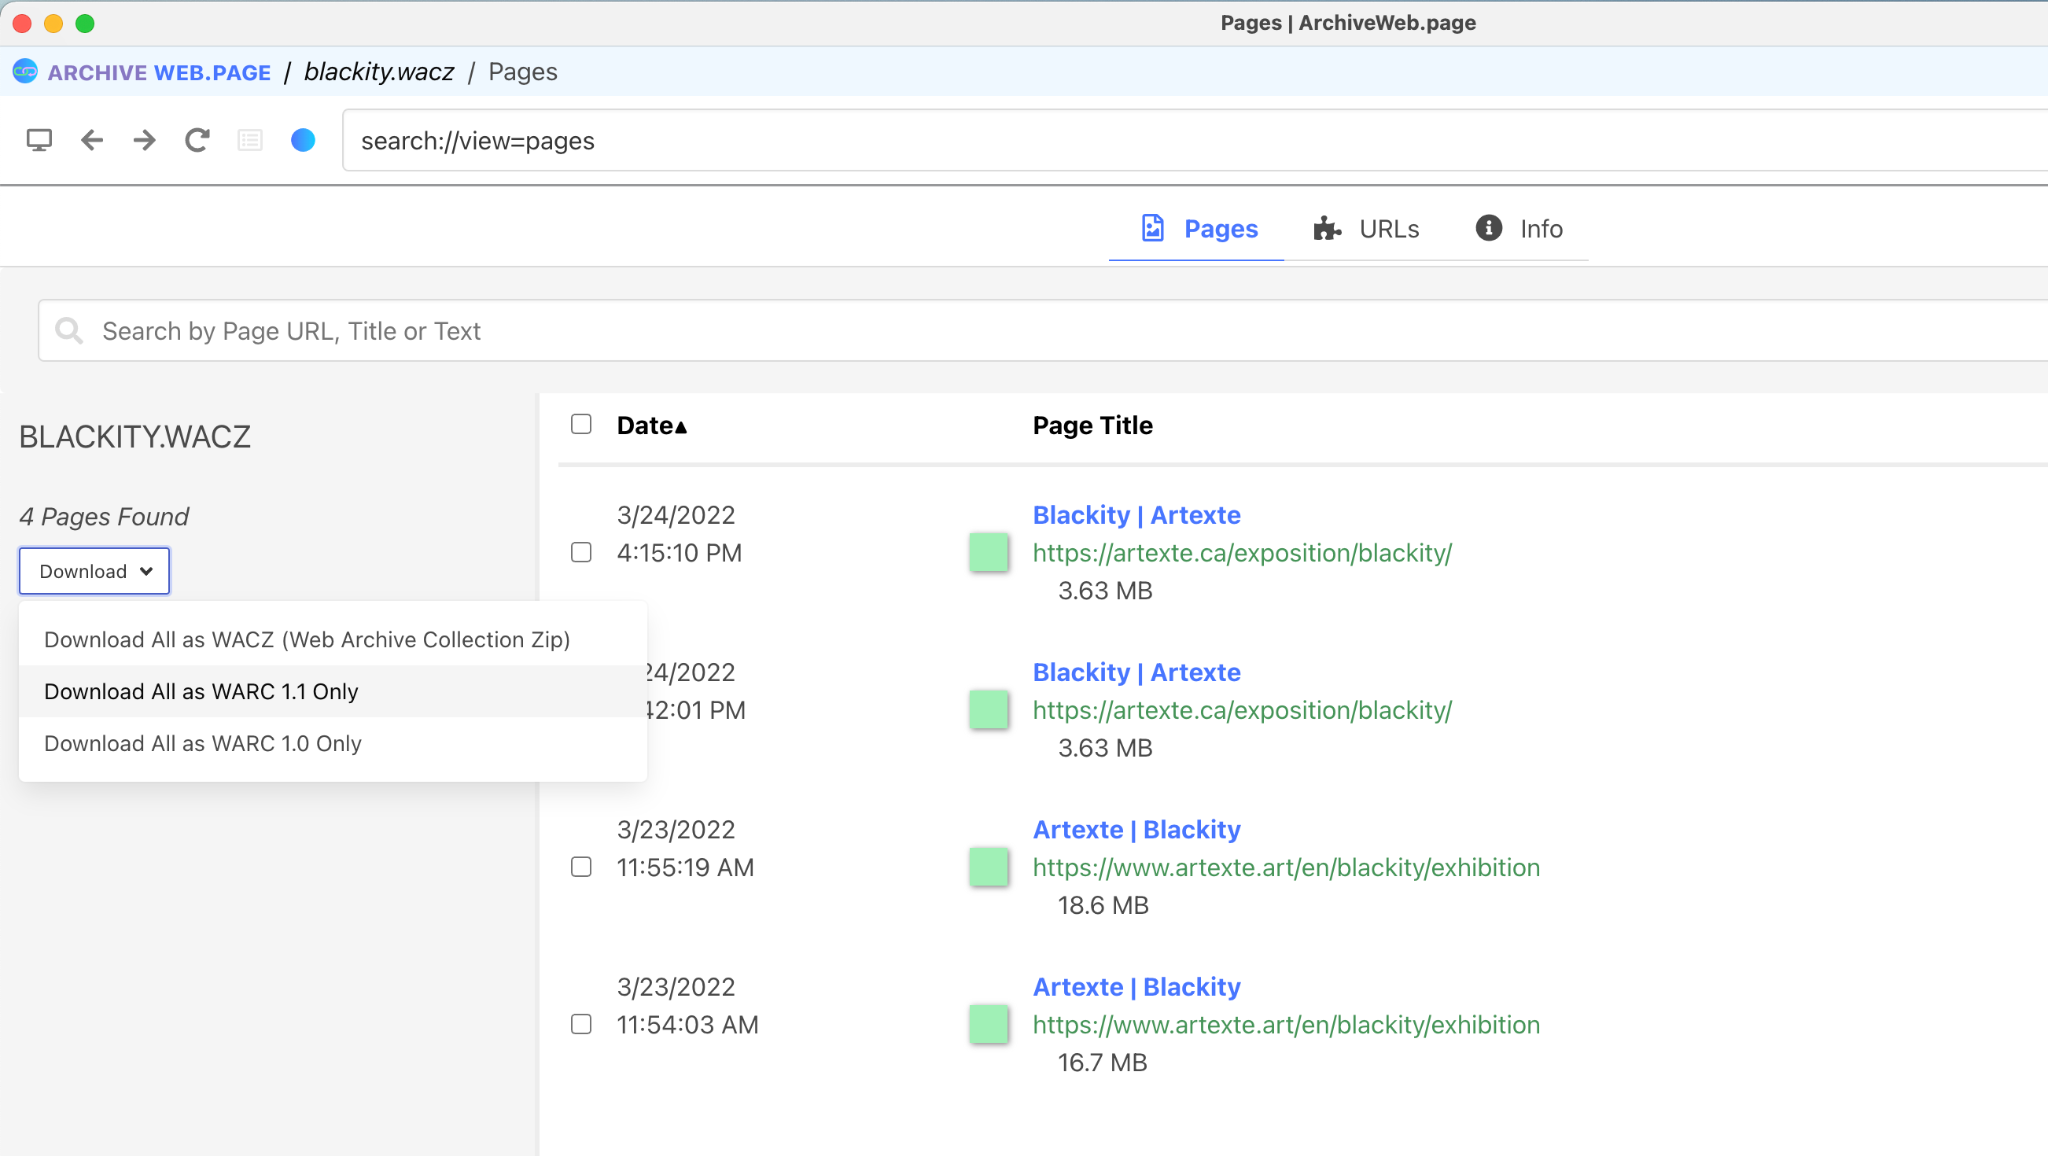 Pages | ArchiveWeb.page
ARCHIVE WEB.PAGE / blackity.wacz / Pages
search://view=pages
Pages URLs Info
Search by Page URL, Title or Text
BLACKITY.WACZ
4 Pages Found
Download
Download All as WACZ (Web Archive Collection Zip)
Download All as WARC 1.1 Only
Download All as WARC 1.0 Only
Date▲ Page Title
3/24/2022
4:15:10 PM
Blackity | Artexte
https://artexte.ca/exposition/blackity/
3.63 MB
24/2022
42:01 PM
Blackity | Artexte
https://artexte.ca/exposition/blackity/
3.63 MB
3/23/2022
11:55:19 AM
Artexte | Blackity
https://www.artexte.art/en/blackity/exhibition
18.6 MB
3/23/2022
11:54:03 AM
Artexte | Blackity
https://www.artexte.art/en/blackity/exhibition
16.7 MB